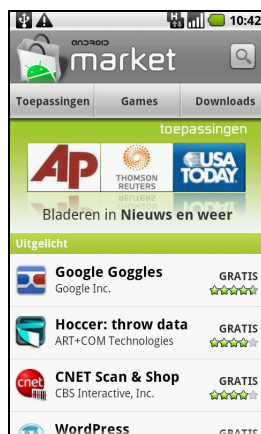 H 10:42
ANDROID
market
Toepassingen Games Downloads
toepassingen
AP THOMSON REUTERS USA TODAY
Bladeren in Nieuws en weer
Uitgelicht
Google Goggles GRATIS
Google Inc.
Hoccer: throw data GRATIS
ART+COM Technologies
cnet CNET Scan & Shop GRATIS
CBS Interactive, Inc.
WordPress GRATIS